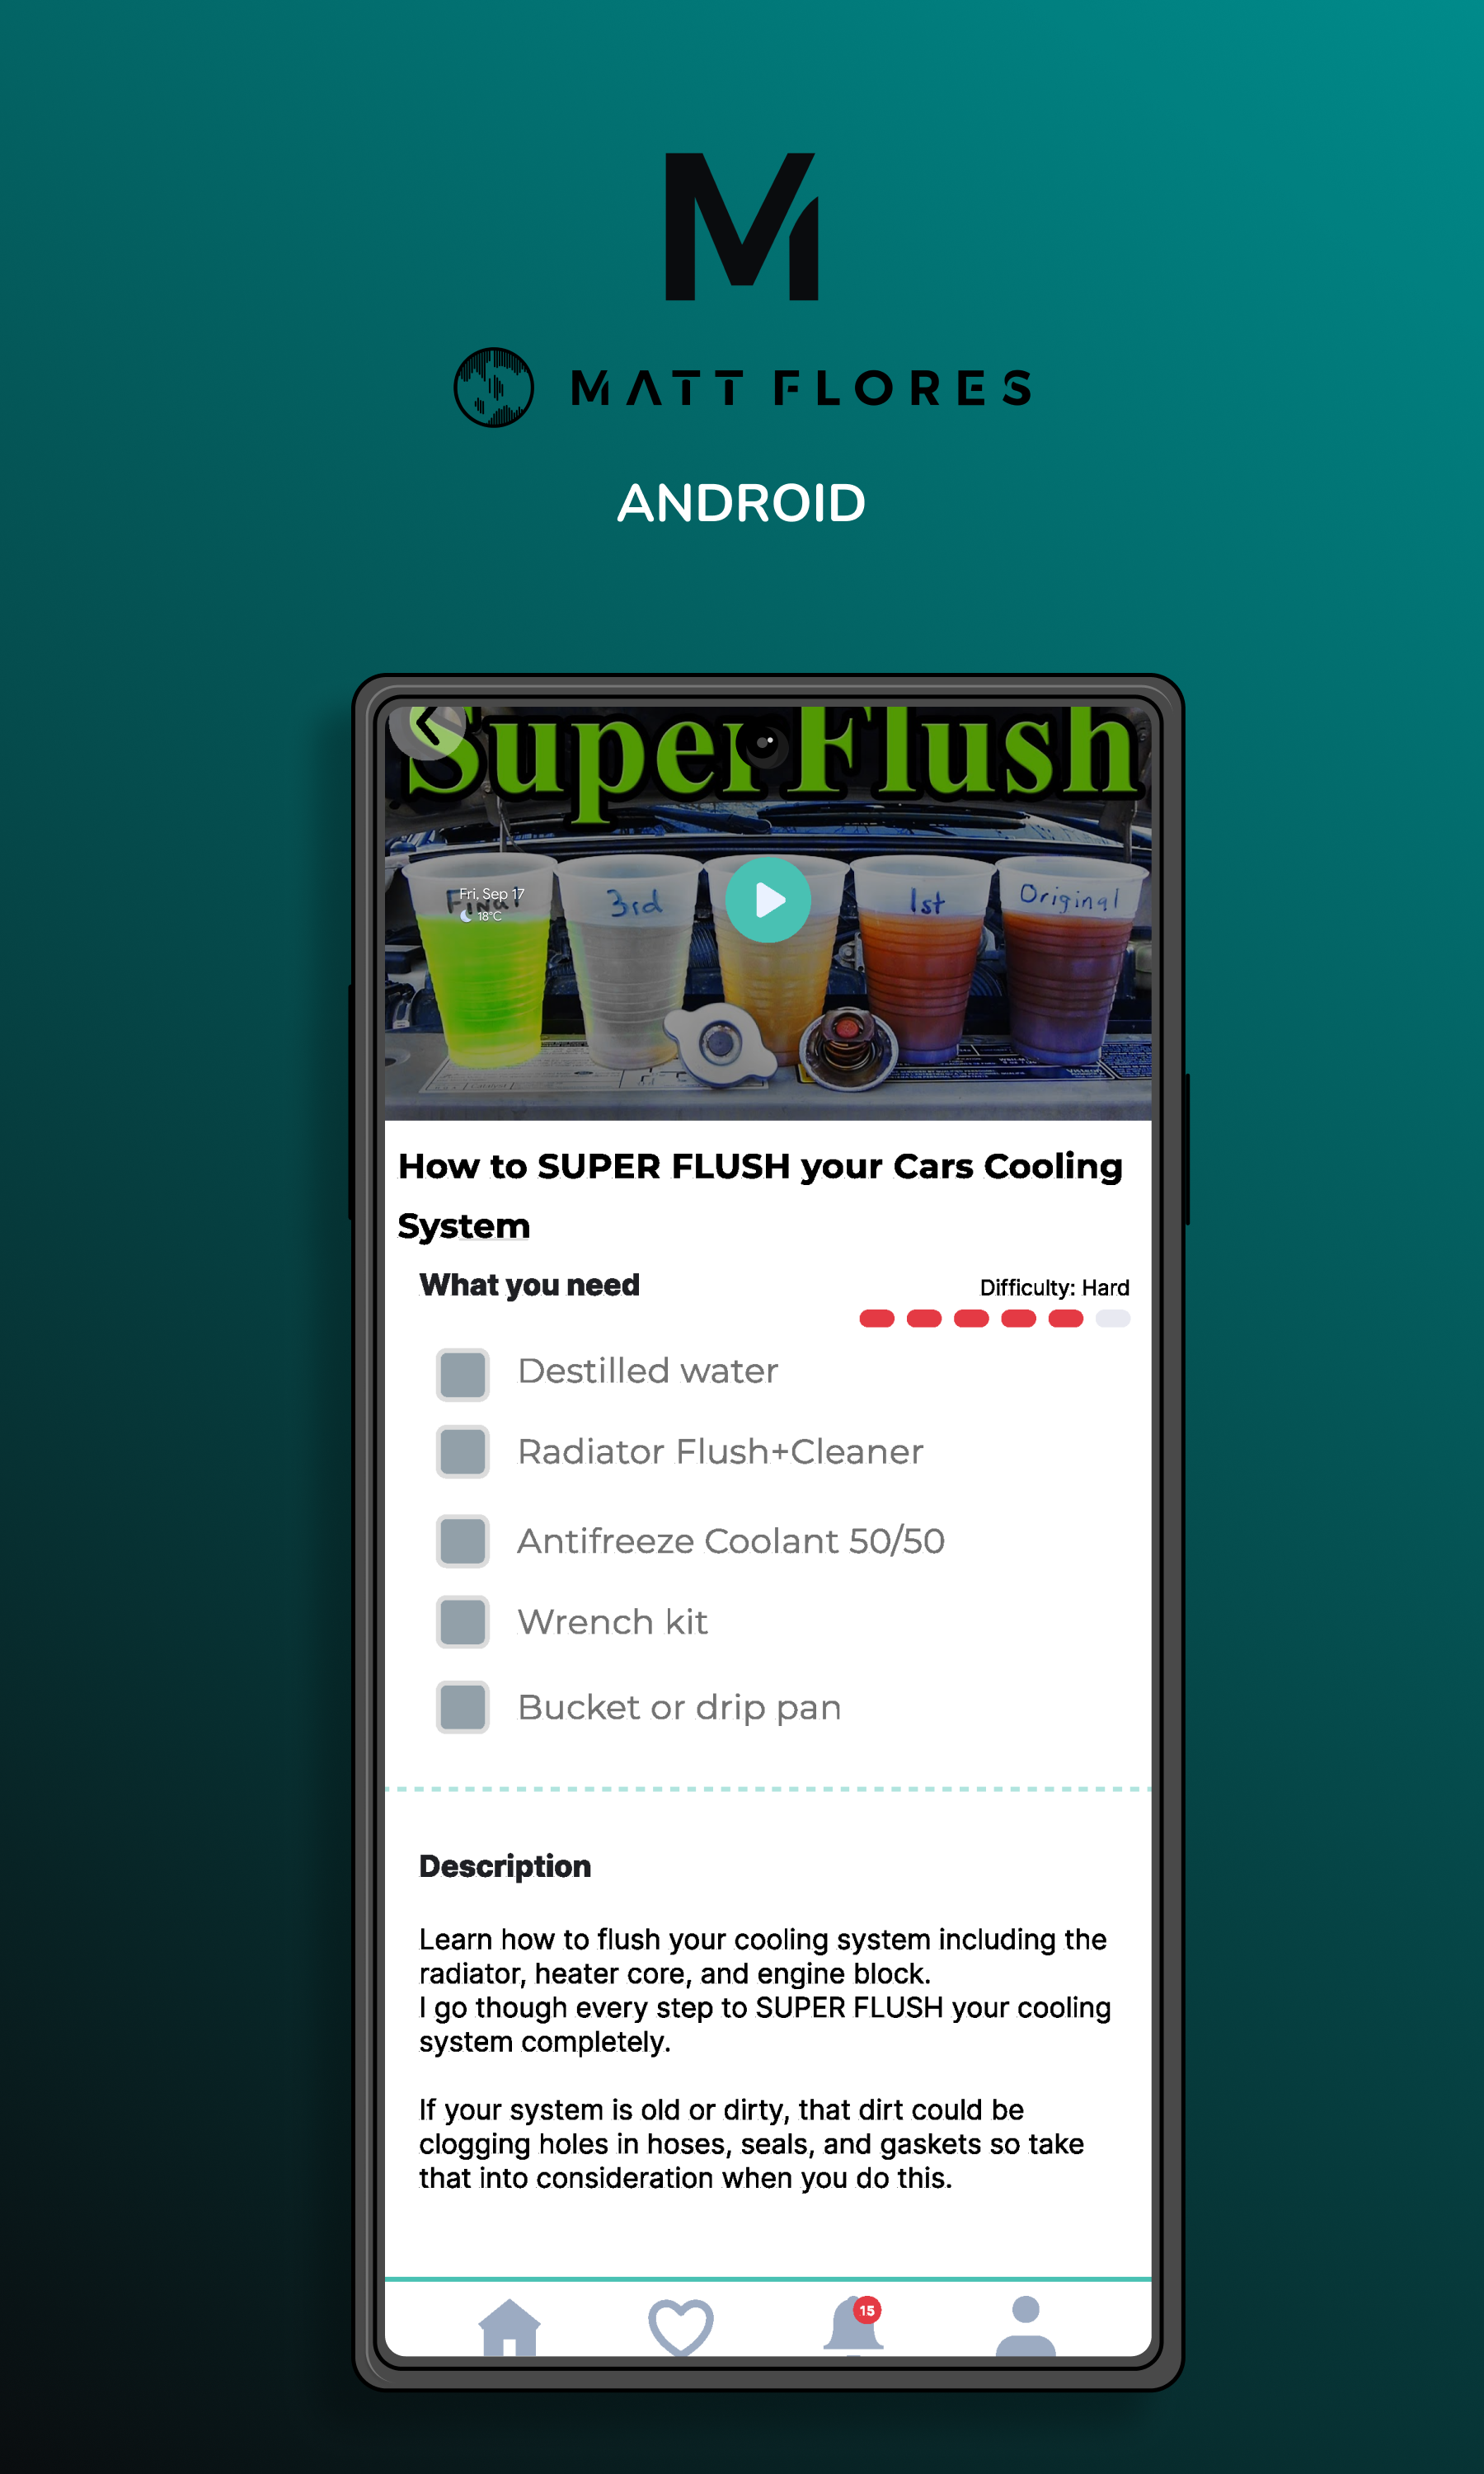 M
MATT FLORES
ANDROID
Super Flush
Final
3rd
1st
Original
Fri, Sep 17
18°C
How to SUPER FLUSH your Cars Cooling
System
What you need
Difficulty: Hard
Destilled water
Radiator Flush+Cleaner
Antifreeze Coolant 50/50
Wrench kit
Bucket or drip pan
Description
Learn how to flush your cooling system including the
radiator, heater core, and engine block.
I go though every step to SUPER FLUSH your cooling
system completely.
If your system is old or dirty, that dirt could be
clogging holes in hoses, seals, and gaskets so take
that into consideration when you do this.
15